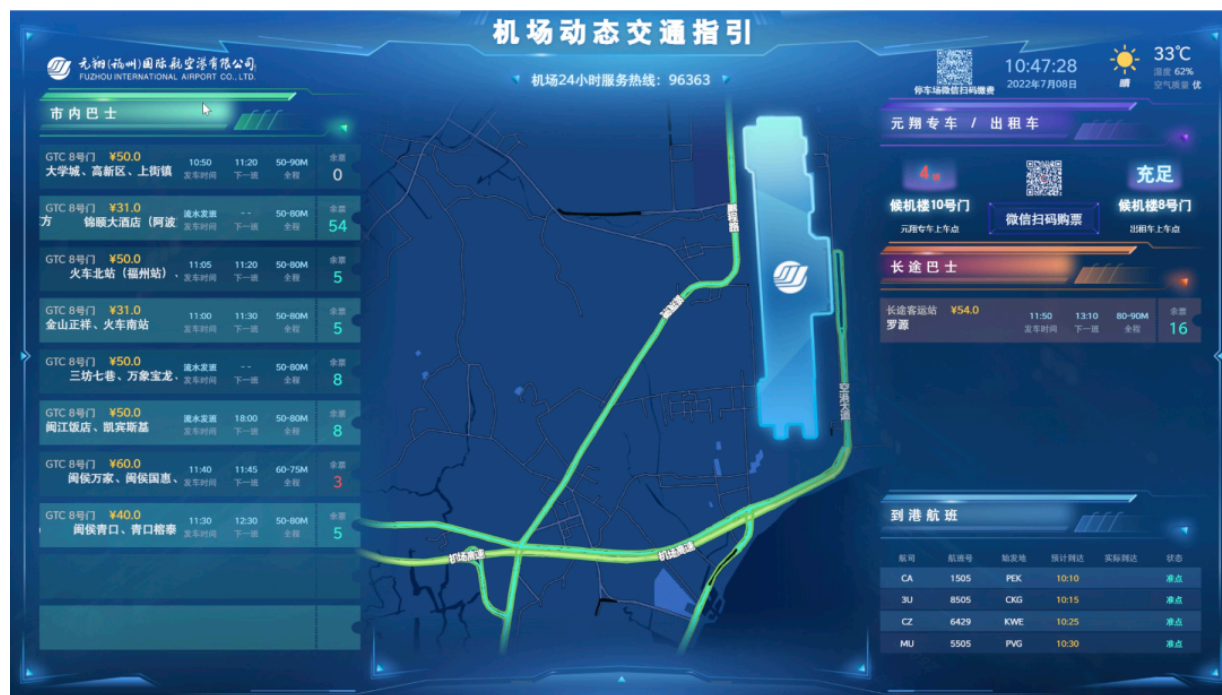 机场动态交通指引
机场24小时服务热线：96363
元翔(福州)国际航空港有限公司
FUZHOU INTERNATIONAL AIRPORT CO., LTD.
停车场微信扫码缴费
10:47:28
2022年7月08日
晴
33℃
湿度 62%
空气质量 优
市内巴士
GTC 8号门 ¥50.0 10:50 11:20 50-90M 余票
大学城、高新区、上街镇 发车时间 下一班 全程 0
GTC 8号门 ¥31.0 流水发班 -- 50-80M 余票
方 锦颐大酒店（阿波 发车时间 下一班 全程 54
GTC 8号门 ¥50.0 11:05 11:20 50-80M 余票
火车北站（福州站）、 发车时间 下一班 全程 5
GTC 8号门 ¥31.0 11:00 11:30 50-80M 余票
金山正祥、火车南站 发车时间 下一班 全程 5
GTC 8号门 ¥50.0 流水发班 -- 50-80M 余票
三坊七巷、万象宝龙、 发车时间 下一班 全程 8
GTC 8号门 ¥50.0 流水发班 18:00 50-80M 余票
闽江饭店、凯宾斯基 发车时间 下一班 全程 8
GTC 8号门 ¥60.0 11:40 11:45 60-75M 余票
闽侯万家、闽侯国惠、 发车时间 下一班 全程 3
GTC 8号门 ¥40.0 11:30 12:30 50-80M 余票
闽侯青口、青口榕泰 发车时间 下一班 全程 5
鹏程路
空港大道
机场高速
机场高速
元翔专车 / 出租车
4辆
候机楼10号门
元翔专车上车点
微信扫码购票
充足
候机楼8号门
出租车上车点
长途巴士
长途客运站 ¥54.0 11:50 13:10 80-90M 余票
罗源 发车时间 下一班 全程 16
到港航班
航司 航班号 始发地 预计到达 实际到达 状态
CA 1505 PEK 10:10 准点
3U 8505 CKG 10:15 准点
CZ 6429 KWE 10:25 准点
MU 5505 PVG 10:30 准点